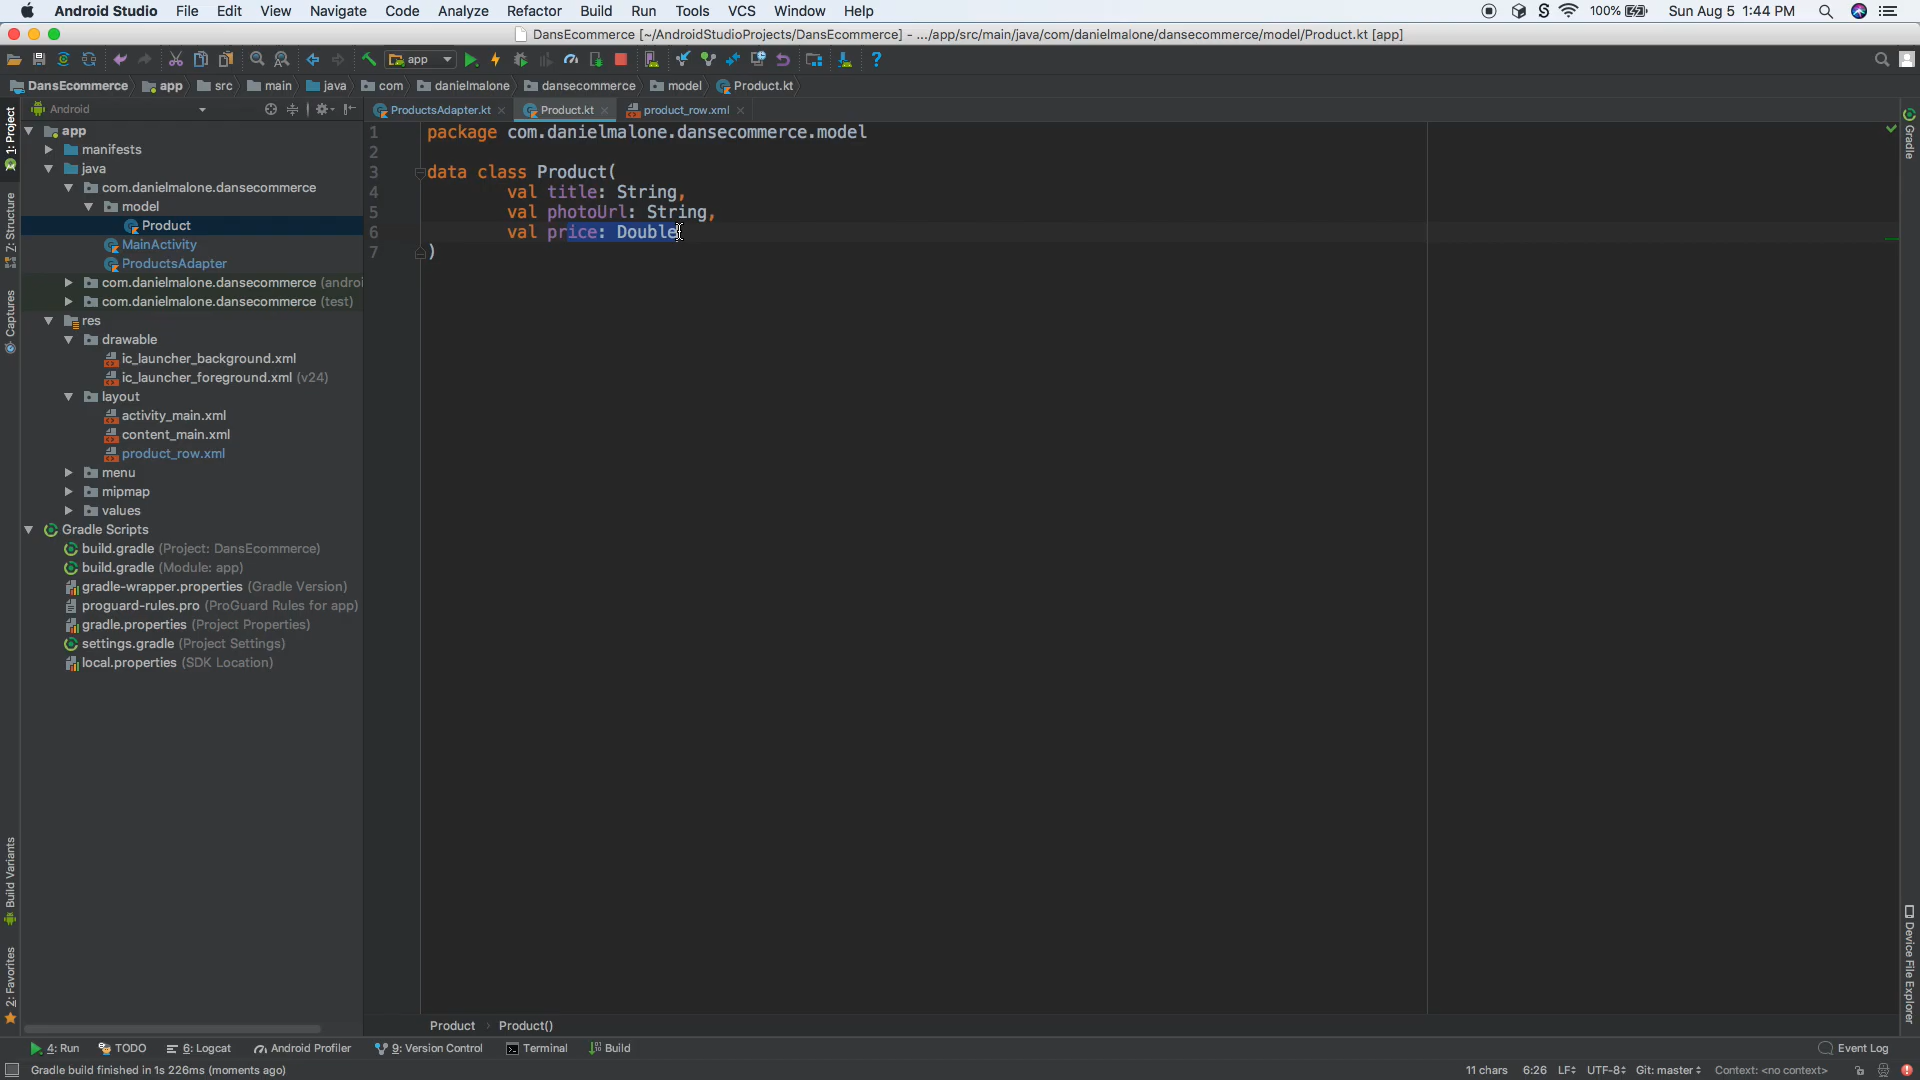 Android Studio File Edit View Navigate Code Analyze Refactor Build Run Tools VCS Window Help 100% Sun Aug 5 1:44 PM
DansEcommerce [~/AndroidStudioProjects/DansEcommerce] - .../app/src/main/java/com/danielmalone/dansecommerce/model/Product.kt [app]
app
DansEcommerce app src main java com danielmalone dansecommerce model Product.kt
Android ProductsAdapter.kt Product.kt product_row.xml
1: Project
Z: Structure
Captures
Build Variants
2: Favorites
app
manifests
java
com.danielmalone.dansecommerce
model
Product
MainActivity
ProductsAdapter
com.danielmalone.dansecommerce (androi
com.danielmalone.dansecommerce (test)
res
drawable
ic_launcher_background.xml
ic_launcher_foreground.xml (v24)
layout
activity_main.xml
content_main.xml
product_row.xml
menu
mipmap
values
Gradle Scripts
build.gradle (Project: DansEcommerce)
build.gradle (Module: app)
gradle-wrapper.properties (Gradle Version)
proguard-rules.pro (ProGuard Rules for app)
gradle.properties (Project Properties)
settings.gradle (Project Settings)
local.properties (SDK Location)
1 package com.danielmalone.dansecommerce.model
2
3 data class Product(
4 val title: String,
5 val photoUrl: String,
6 val price: Double
7 )
Gradle
Device File Explorer
Product Product()
4: Run TODO 6: Logcat Android Profiler 9: Version Control Terminal Build Event Log
Gradle build finished in 1s 226ms (moments ago) 11 chars 6:26 LF UTF-8 Git: master Context: <no context>